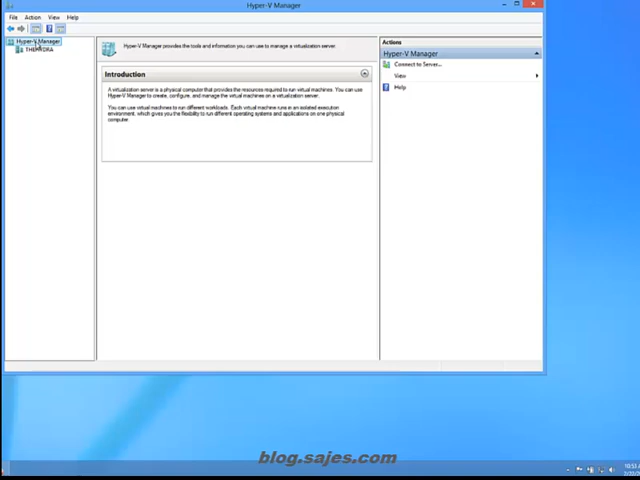 Hyper-V Manager
File Action View Help
Hyper-V Manager
Hyper-V Manager provides the tools and information you can use to manage a virtualization server.
Introduction
A virtualization server is a physical computer that provides the resources required to run virtual machines. You can use
Hyper-V Manager to create, configure, and manage the virtual machines on a virtualization server.
You can use virtual machines to run different workloads. Each virtual machine runs in an isolated execution
environment, which gives you the flexibility to run different operating systems and applications on one physical
computer.
Actions
Hyper-V Manager
Connect to Server...
View
Help
blog.sajes.com
10:53